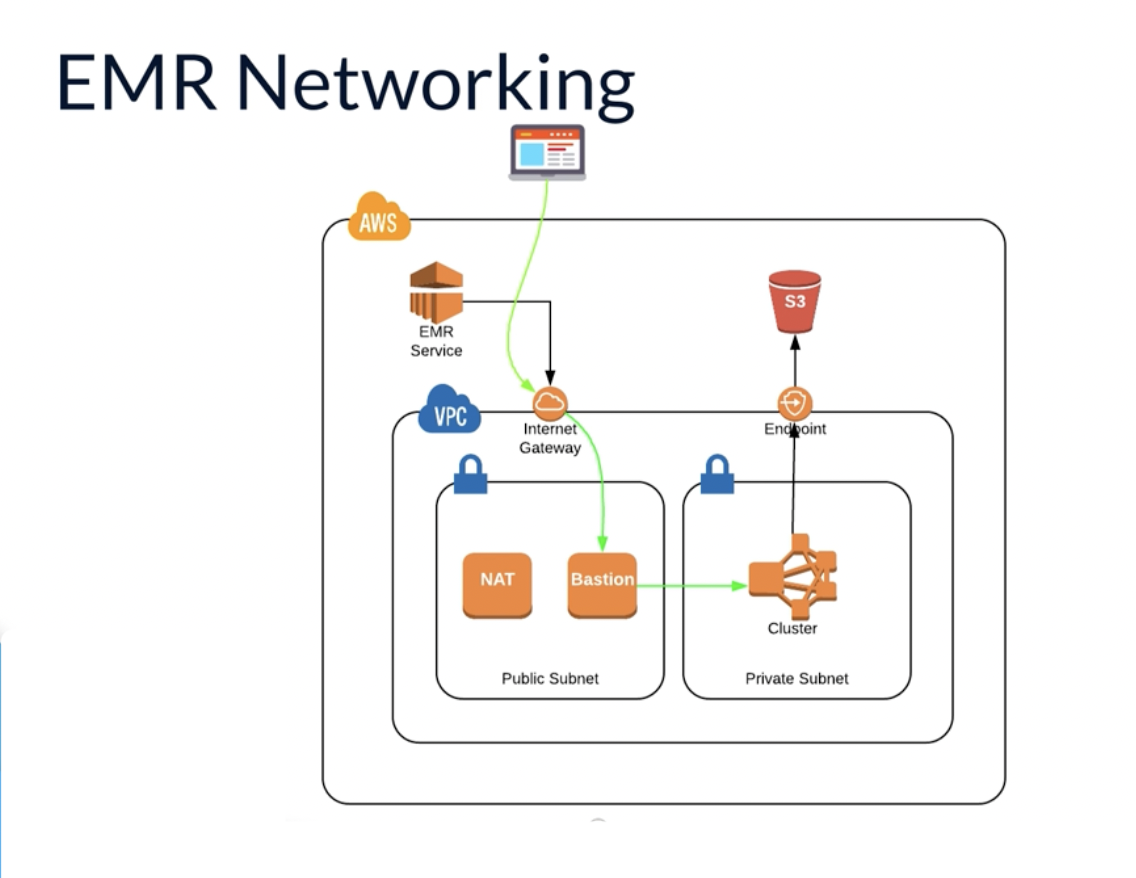 EMR Networking
AWS
EMR
Service
S3
VPC
Internet
Gateway
Endpoint
NAT
Bastion
Cluster
Public Subnet
Private Subnet